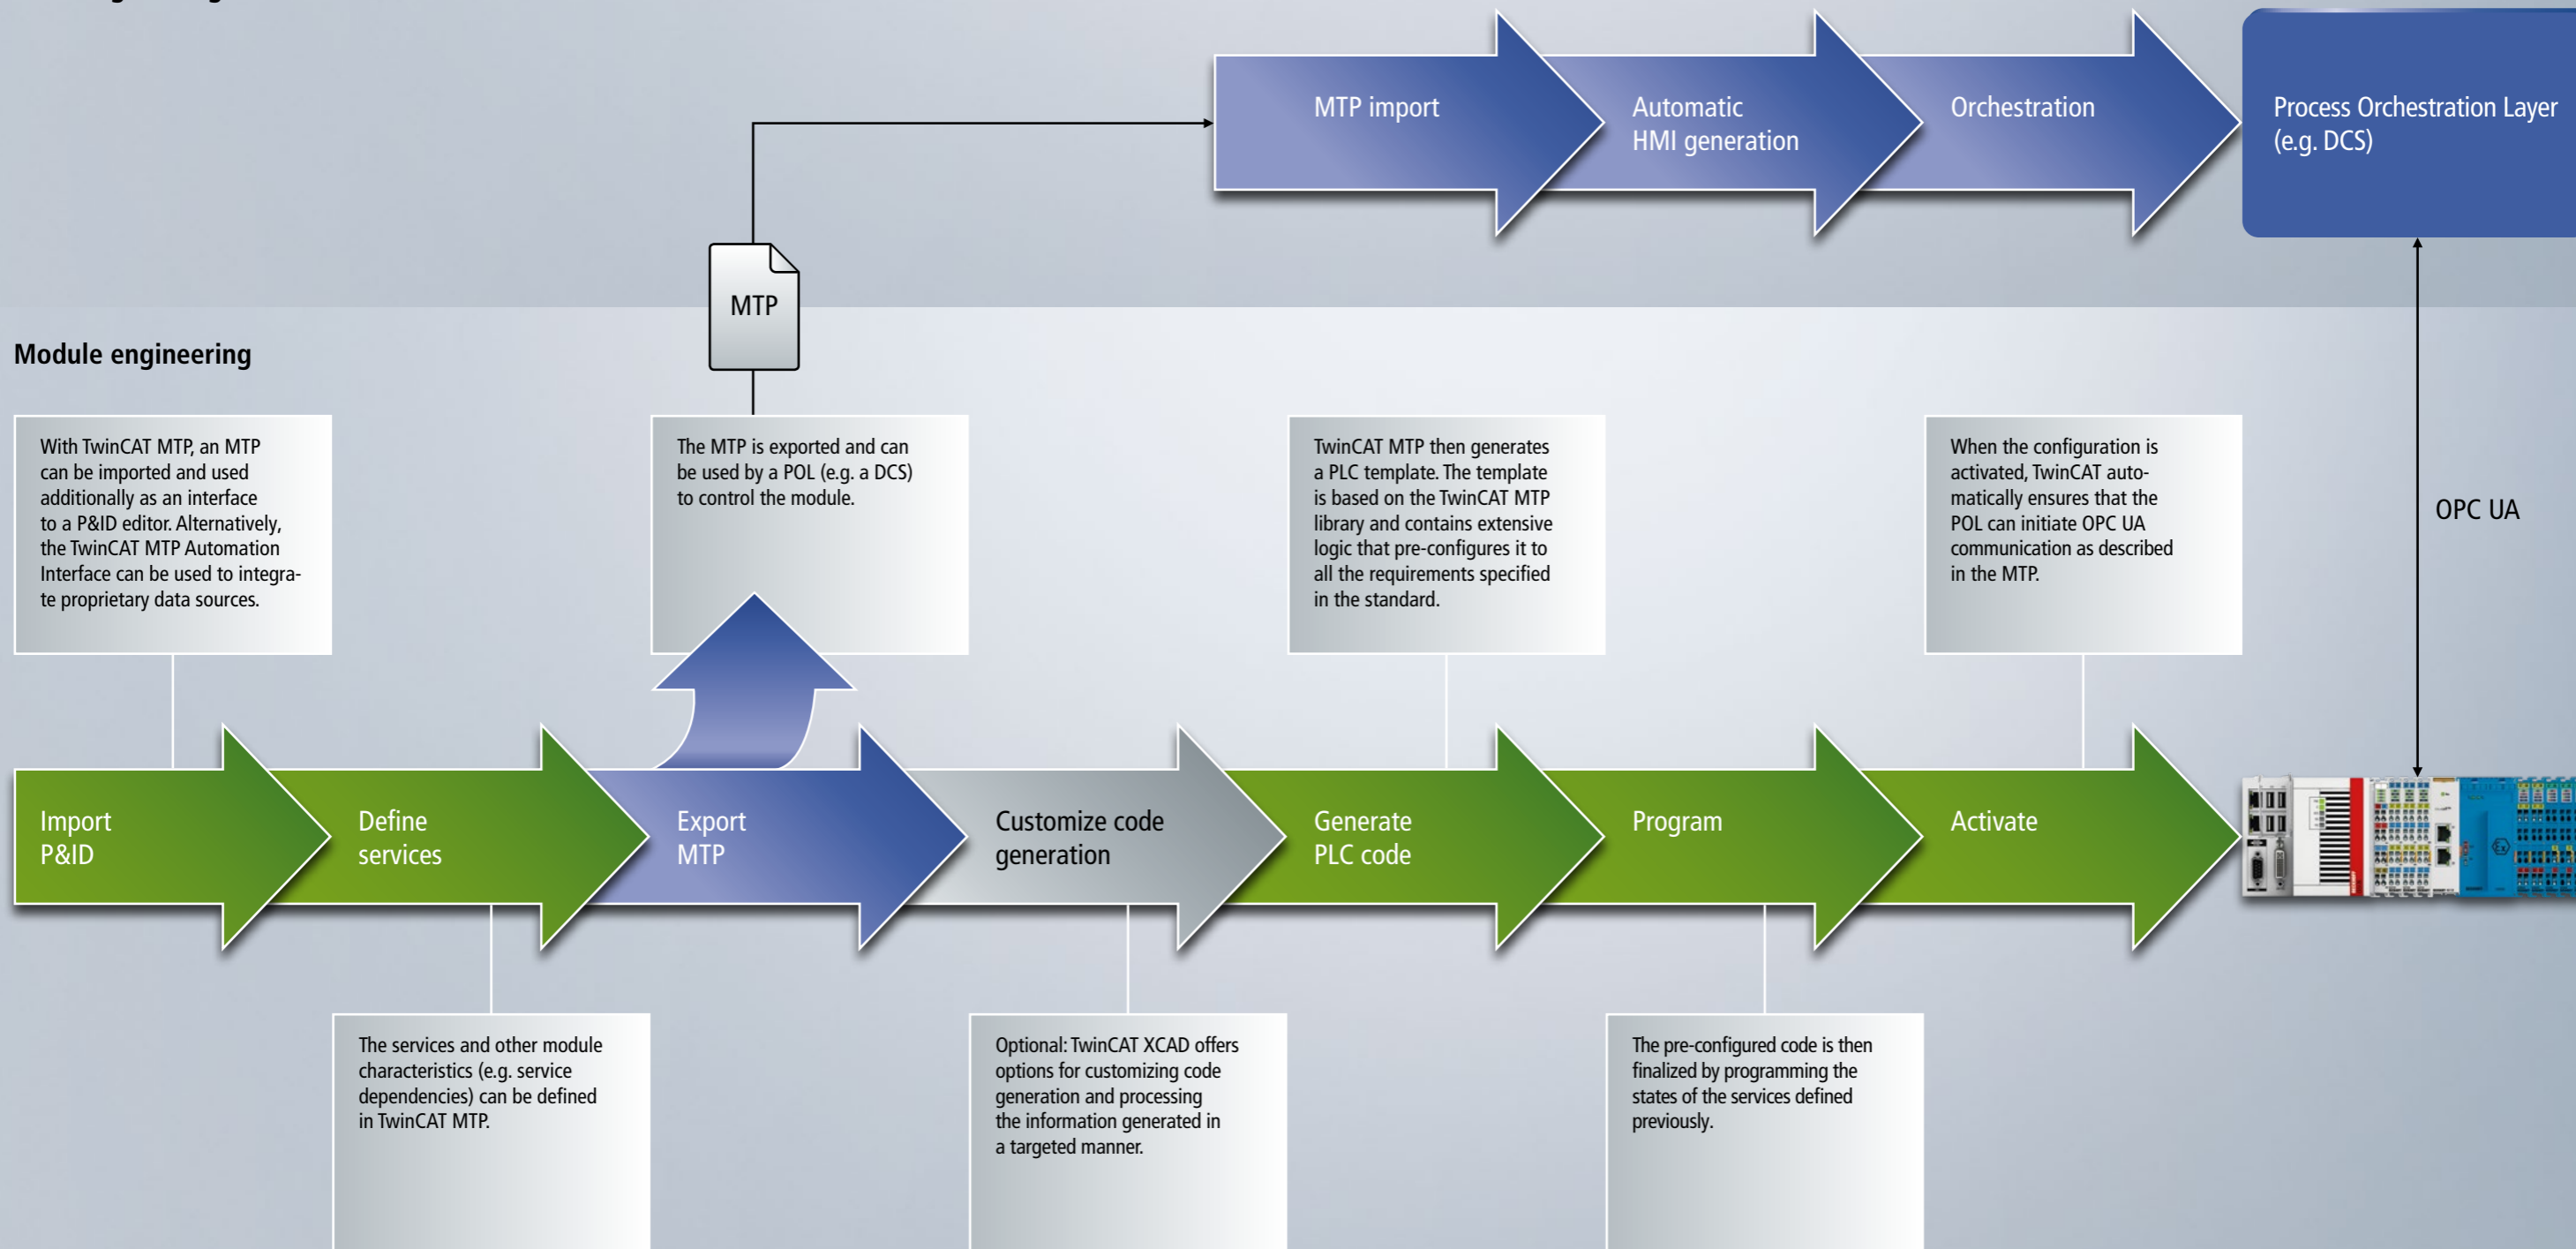 MTP import
Automatic
HMI generation
Orchestration
Process Orchestration Layer
(e.g. DCS)
MTP
Module engineering
With TwinCAT MTP, an MTP
can be imported and used
additionally as an interface
to a P&ID editor. Alternatively,
the TwinCAT MTP Automation
Interface can be used to integra-
te proprietary data sources.
The MTP is exported and can
be used by a POL (e.g. a DCS)
to control the module.
TwinCAT MTP then generates
a PLC template. The template
is based on the TwinCAT MTP
library and contains extensive
logic that pre-configures it to
all the requirements specified
in the standard.
When the configuration is
activated, TwinCAT auto-
matically ensures that the
POL can initiate OPC UA
communication as described
in the MTP.
OPC UA
Import
P&ID
Define
services
Export
MTP
Customize code
generation
Generate
PLC code
Program
Activate
The services and other module
characteristics (e.g. service
dependencies) can be defined
in TwinCAT MTP.
Optional: TwinCAT XCAD offers
options for customizing code
generation and processing
the information generated in
a targeted manner.
The pre-configured code is then
finalized by programming the
states of the services defined
previously.